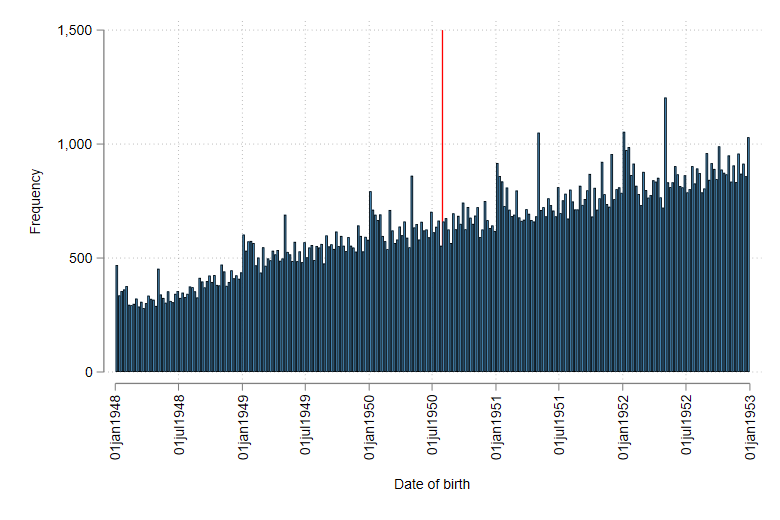 1,500
1,000
500
0
Frequency
01jan1948
01jul1948
01jan1949
01jul1949
01jan1950
01jul1950
01jan1951
01jul1951
01jan1952
01jul1952
01jan1953
Date of birth